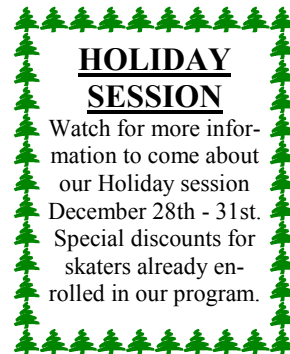 HOLIDAY
SESSION
Watch for more infor-
mation to come about
our Holiday session
December 28th - 31st.
Special discounts for
skaters already en-
rolled in our program.